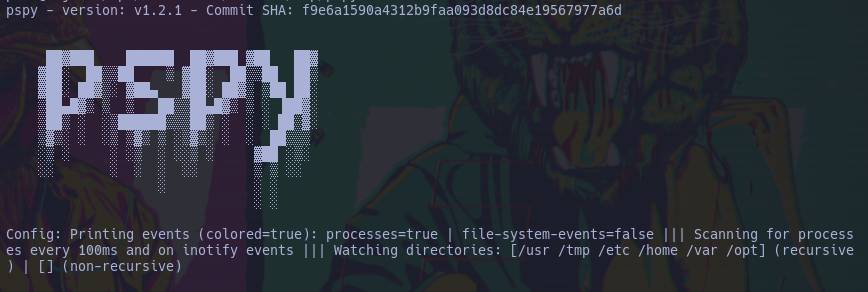 pspy - version: v1.2.1 - Commit SHA: f9e6a1590a4312b9faa093d8dc84e19567977a6d
PSPY
Config: Printing events (colored=true): processes=true | file-system-events=false ||| Scanning for process
es every 100ms and on inotify events ||| Watching directories: [/usr /tmp /etc /home /var /opt] (recursive
) | [] (non-recursive)